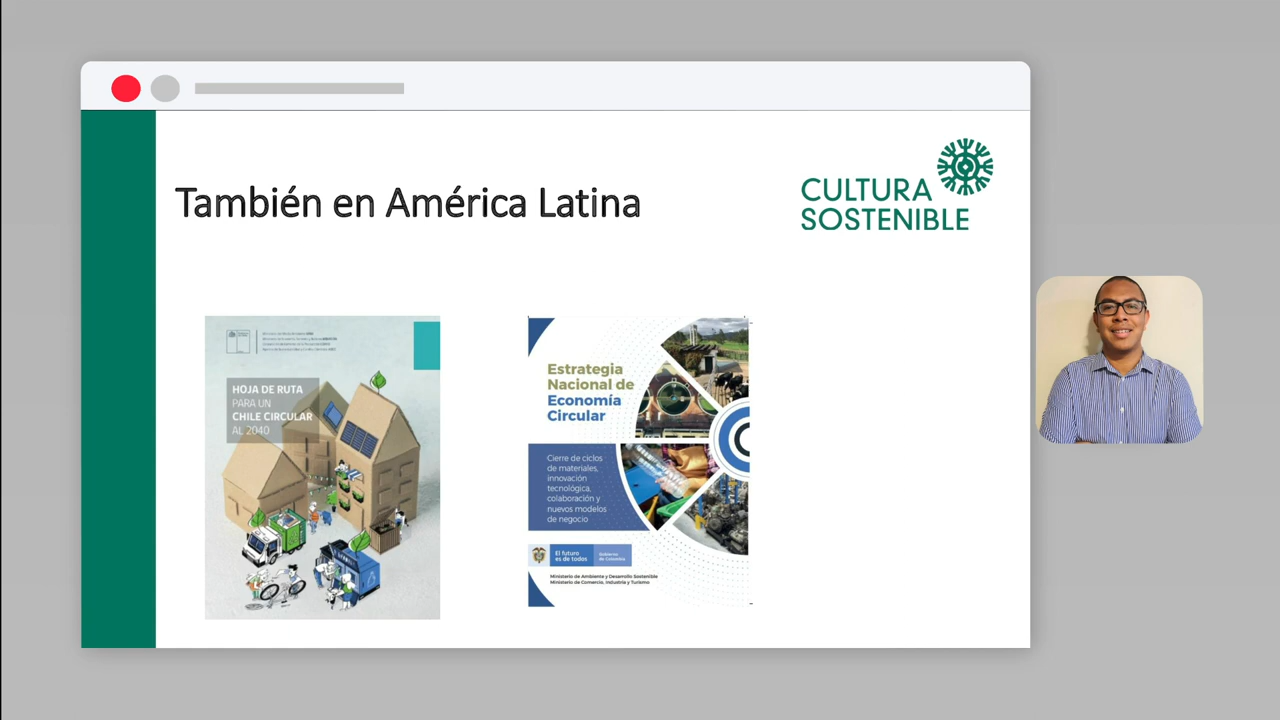 También en América Latina
CULTURA
SOSTENIBLE
HOJA DE RUTA
PARA UN
CHILE CIRCULAR
AL 2040
Estrategia
Nacional de
Economía
Circular
Cierre de ciclos
de materiales,
innovación
tecnológica,
colaboración y
nuevos modelos
de negocio
El futuro
es de todos
Gobierno
de Colombia
Ministerio de Ambiente y Desarrollo Sostenible
Ministerio de Comercio, Industria y Turismo